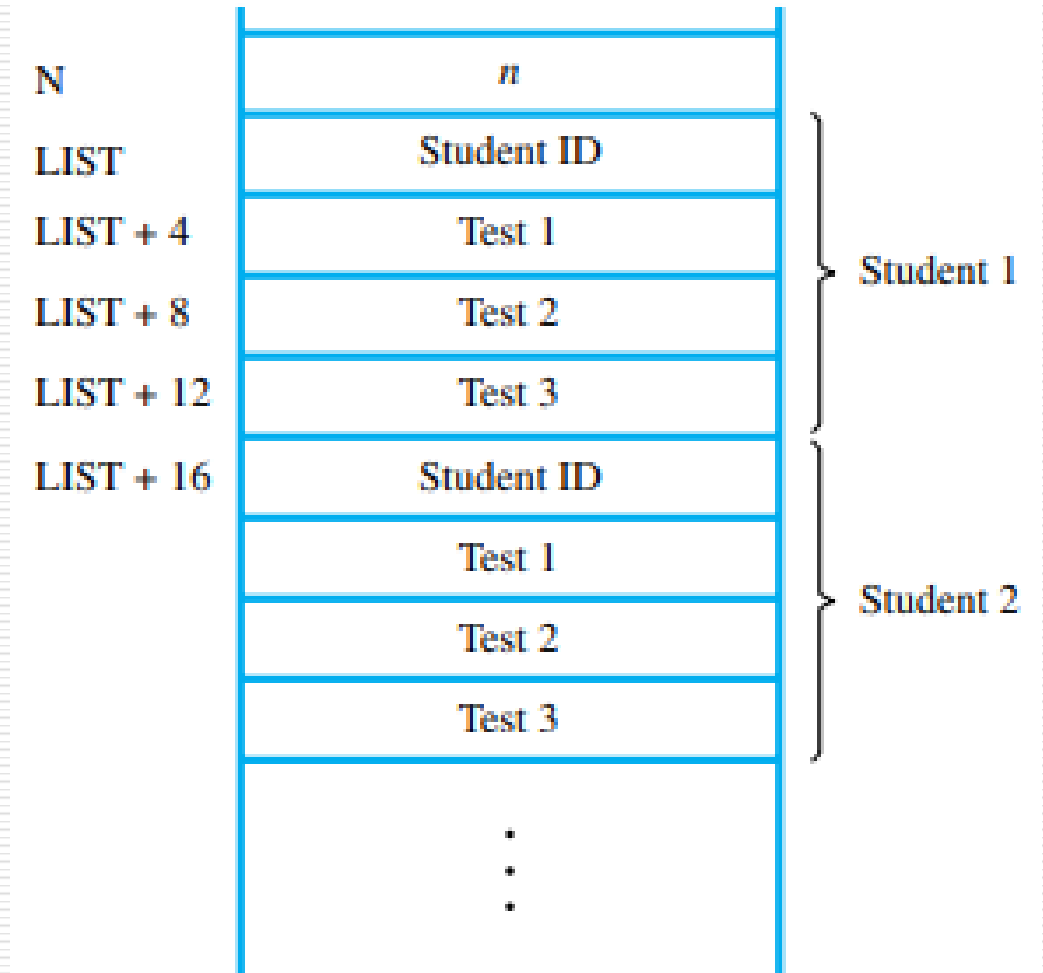 N n
LIST Student ID
LIST + 4 Test 1
LIST + 8 Test 2
Student 1
LIST + 12 Test 3
LIST + 16 Student ID
Test 1
Student 2
Test 2
Test 3